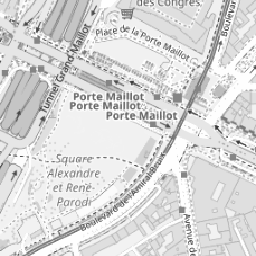 des Congrès
Place de la Porte Maillot
Tunnel Grand Maillot
Boulevard
Porte Maillot
Porte Maillot
Porte Maillot
Square
Alexandre
et René
Parodi
Boulevard de l'Amiral Bruix
Avenue de